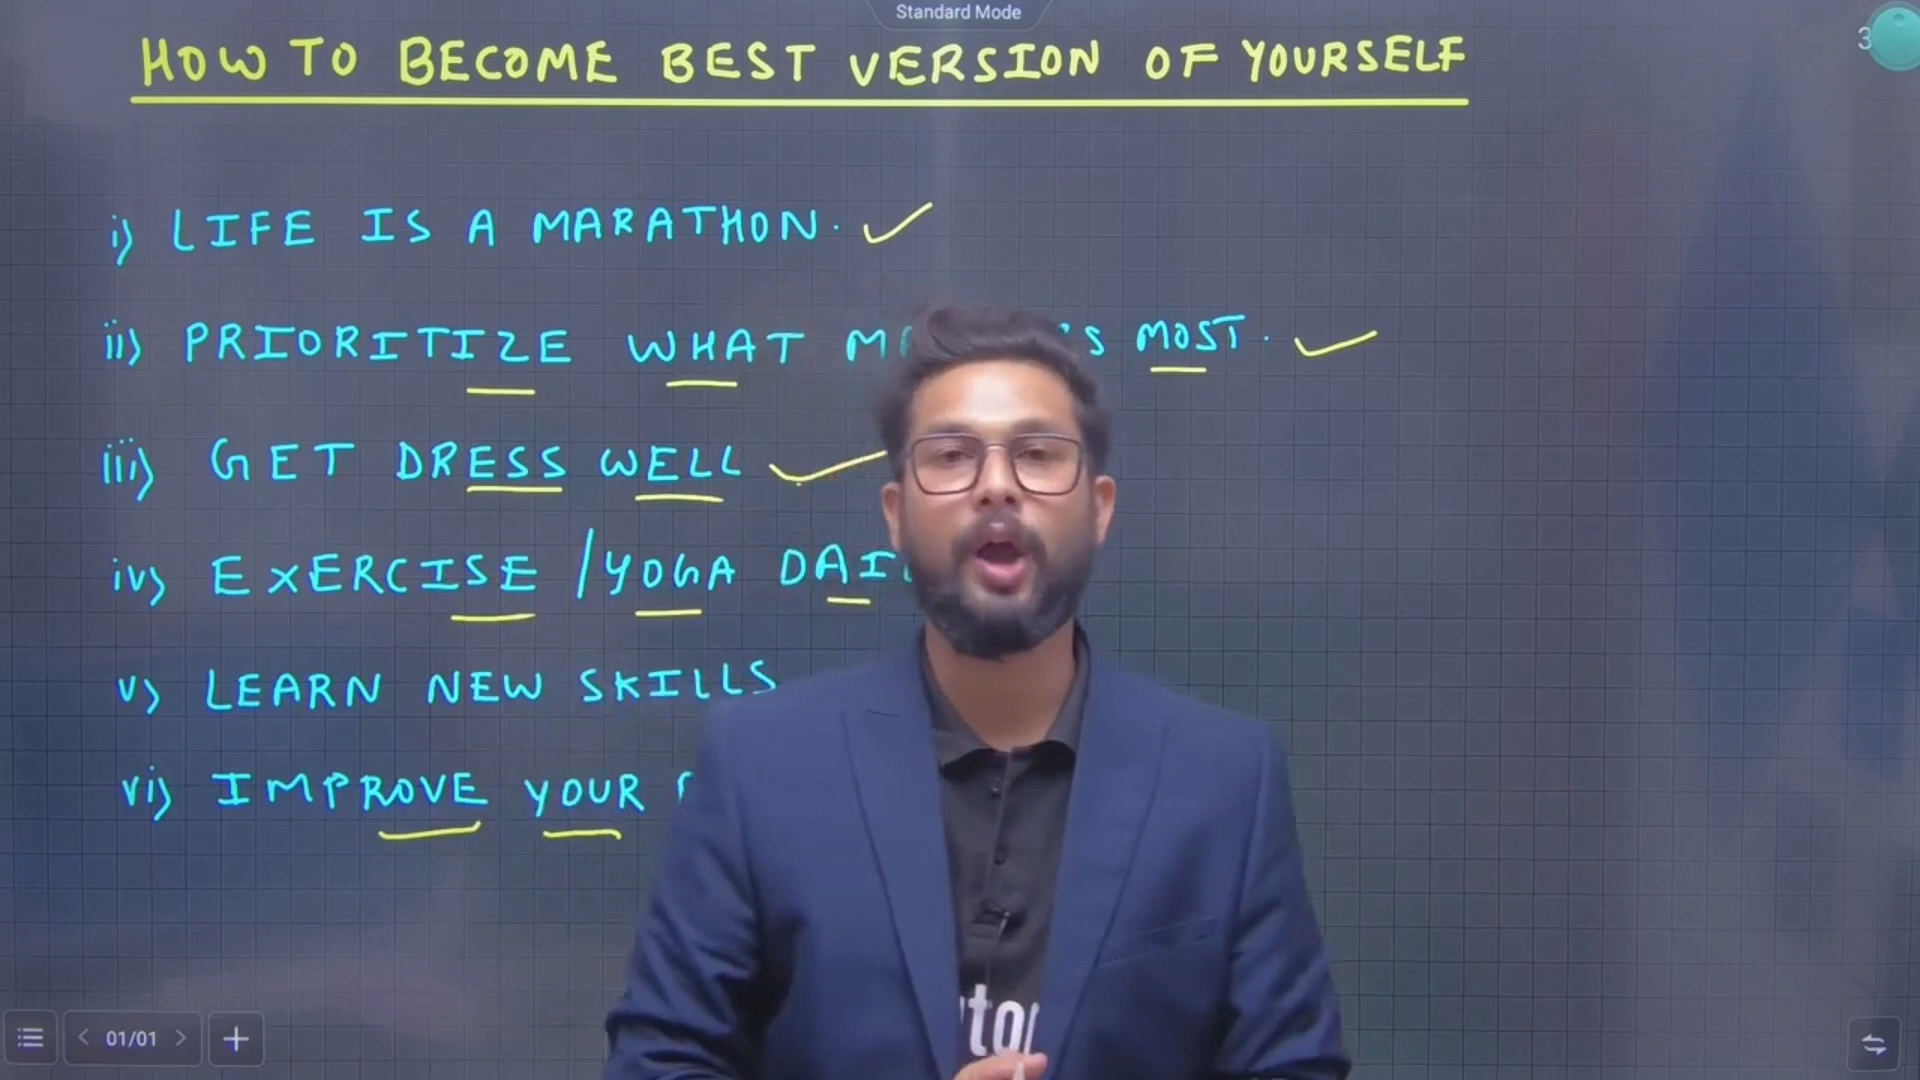 Standard Mode
3
HOW TO BECOME BEST VERSION OF YOURSELF
i) LIFE IS A MARATHON.
ii) PRIORITIZE WHAT MOST.
iii) GET DRESS WELL
iv) EXERCISE / YOGA
v) LEARN NEW SKILLS
vi) IMPROVE YOUR
01/01